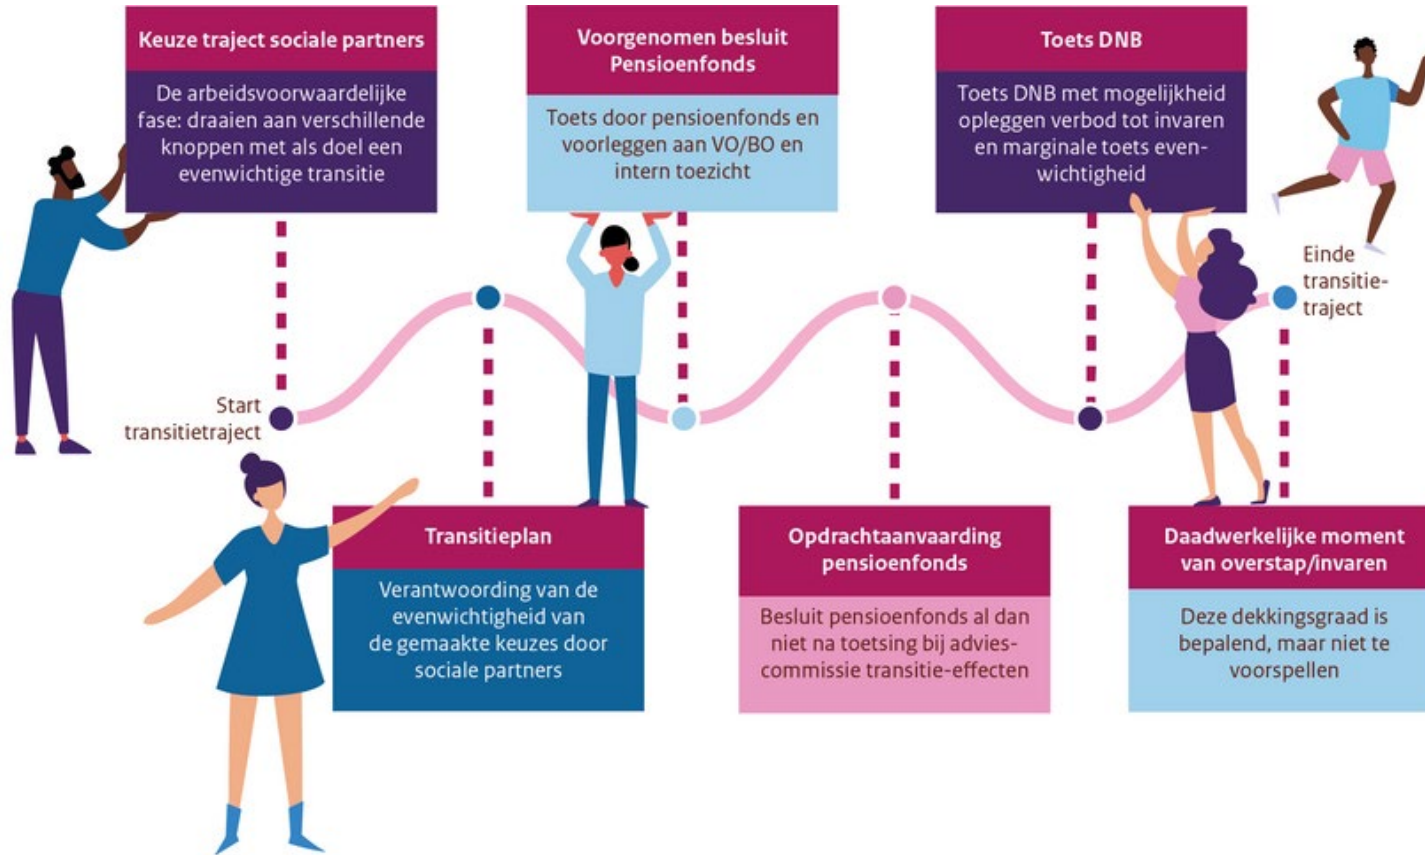 Keuze traject sociale partners
De arbeidsvoorwaardelijke
fase: draaien aan verschillende
knoppen met als doel een
evenwichtige transitie
Voorgenomen besluit
Pensioenfonds
Toets door pensioenfonds en
voorleggen aan VO/BO en
intern toezicht
Toets DNB
Toets DNB met mogelijkheid
opleggen verbod tot invaren
en marginale toets even-
wichtigheid
Start
transitietraject
Einde
transitie-
traject
Transitieplan
Verantwoording van de
evenwichtigheid van
de gemaakte keuzes door
sociale partners
Opdrachtaanvaarding
pensioenfonds
Besluit pensioenfonds al dan
niet na toetsing bij advies-
commissie transitie-effecten
Daadwerkelijke moment
van overstap/invaren
Deze dekkingsgraad is
bepalend, maar niet te
voorspellen